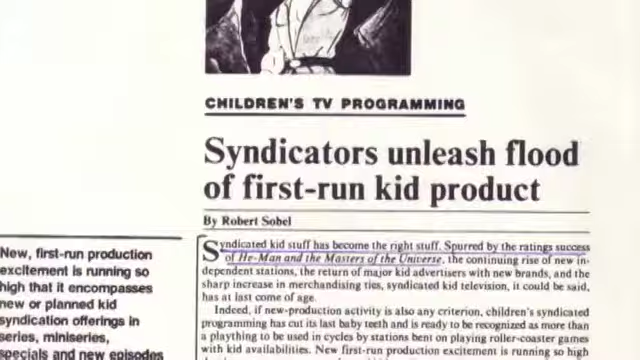 CHILDREN'S TV PROGRAMMING
Syndicators unleash flood
of first-run kid product
By Robert Sobel
New, first-run production
excitement is running so
high that it encompasses
new or planned kid
syndication offerings in
series, miniseries,
specials and new episodes
Syndicated kid stuff has become the right stuff. Spurred by the ratings success
of He-Man and the Masters of the Universe, the continuing rise of new in-
dependent stations, the return of major kid advertisers with new brands, and the
sharp increase in merchandising ties, syndicated kid television, it could be said,
has at last come of age.
Indeed, if new-production activity is also any criterion, children's syndicated
programming has cut its last baby teeth and is ready to be recognized as more than
a plaything to be used in cycles by stations bent on playing roller-coaster games
with kid availabilities. New first-run production excitement is running so high